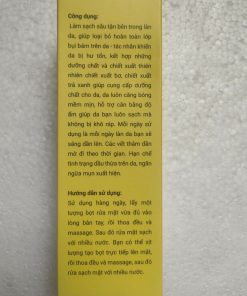 Công dụng:
Làm sạch sâu tận bên trong làn
da, giúp loại bỏ hoàn toàn lớp
bụi bám trên da - tác nhân khiến
da bị hư tổn, kết hợp những
dưỡng chất và chiết xuất thiên
nhiên chiết xuất bơ, chiết xuất
trà xanh giúp cung cấp dưỡng
chất cho da, da luôn căng bóng
mềm mịn, hỗ trợ cân bằng độ
ẩm giúp da bạn luôn sạch mà
không bị khô ráp. Mỗi ngày sử
dụng là mỗi ngày làn da bạn sẽ
sáng dần lên. Các vết thâm dần
mờ đi theo thời gian. Hạn chế
tình trạng dầu thừa trên da, ngăn
ngừa mụn xuất hiện.
Hướng dẫn sử dụng:
Sử dụng hàng ngày, lấy một
lượng bọt rửa mặt vừa đủ vào
lòng bàn tay, rồi thoa đều và
massage. Sau đó rửa mặt sạch
với nhiều nước. Bạn có thể xịt
lượng tạo bọt trực tiếp lên mặt,
rồi thoa đều và massage, sau đó
rửa sạch mặt với nhiều nước.